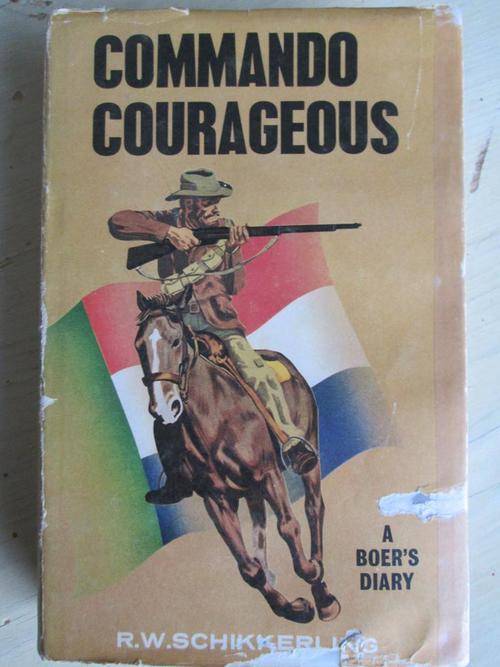 COMMANDO
COURAGEOUS
A
BOER'S
DIARY
R.W.SCHIKKERLING